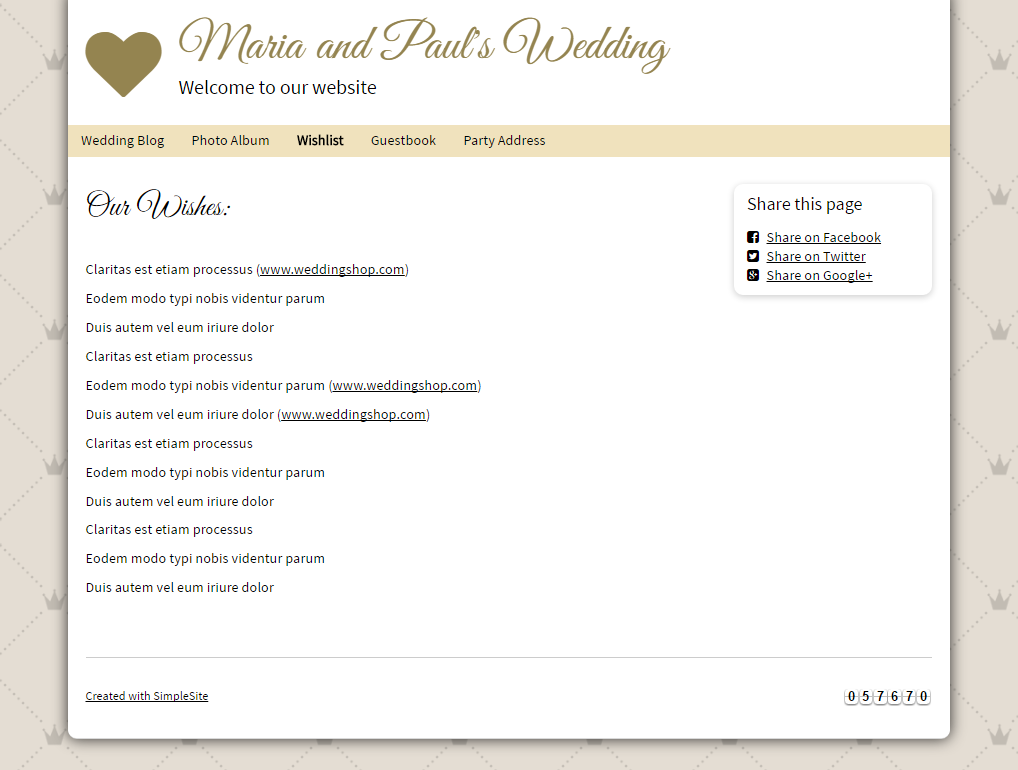 Maria and Paul's Wedding
Welcome to our website
Wedding Blog Photo Album Wishlist Guestbook Party Address
Our Wishes:
Claritas est etiam processus (www.weddingshop.com)
Eodem modo typi nobis videntur parum
Duis autem vel eum iriure dolor
Claritas est etiam processus
Eodem modo typi nobis videntur parum (www.weddingshop.com)
Duis autem vel eum iriure dolor (www.weddingshop.com)
Claritas est etiam processus
Eodem modo typi nobis videntur parum
Duis autem vel eum iriure dolor
Claritas est etiam processus
Eodem modo typi nobis videntur parum
Duis autem vel eum iriure dolor
Share this page
Share on Facebook
Share on Twitter
Share on Google+
Created with SimpleSite
057670